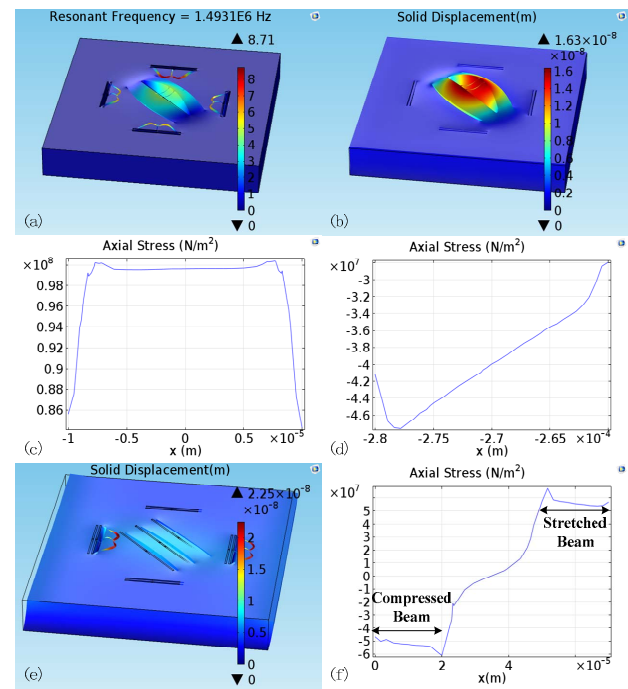 Resonant Frequency = 1.4931E6 Hz
▲ 8.71
8
7
6
5
4
3
2
1
0
▼ 0
(a)
Solid Displacement(m)
▲ 1.63×10⁻⁸
×10⁻⁸
1.6
1.4
1.2
1
0.8
0.6
0.4
0.2
0
▼ 0
(b)
Axial Stress (N/m²)
×10⁸
0.98
0.96
0.94
0.92
0.9
0.88
0.86
-1 -0.5 0 0.5 ×10⁻⁵
x (m)
(c)
Axial Stress (N/m²)
×10⁷
-3
-3.2
-3.4
-3.6
-3.8
-4
-4.2
-4.4
-4.6
-2.8 -2.75 -2.7 -2.65 ×10⁻⁴
x (m)
(d)
Solid Displacement(m)
▲ 2.25×10⁻⁸
×10⁻⁸
2
1.5
1
0.5
0
▼ 0
(e)
Axial Stress (N/m²)
×10⁷
5
4
3
2
1
0
-1
-2
-3
-4
-5
-6
Stretched
Beam
Compressed
Beam
0 2 4 ×10⁻⁵
x(m)
(f)